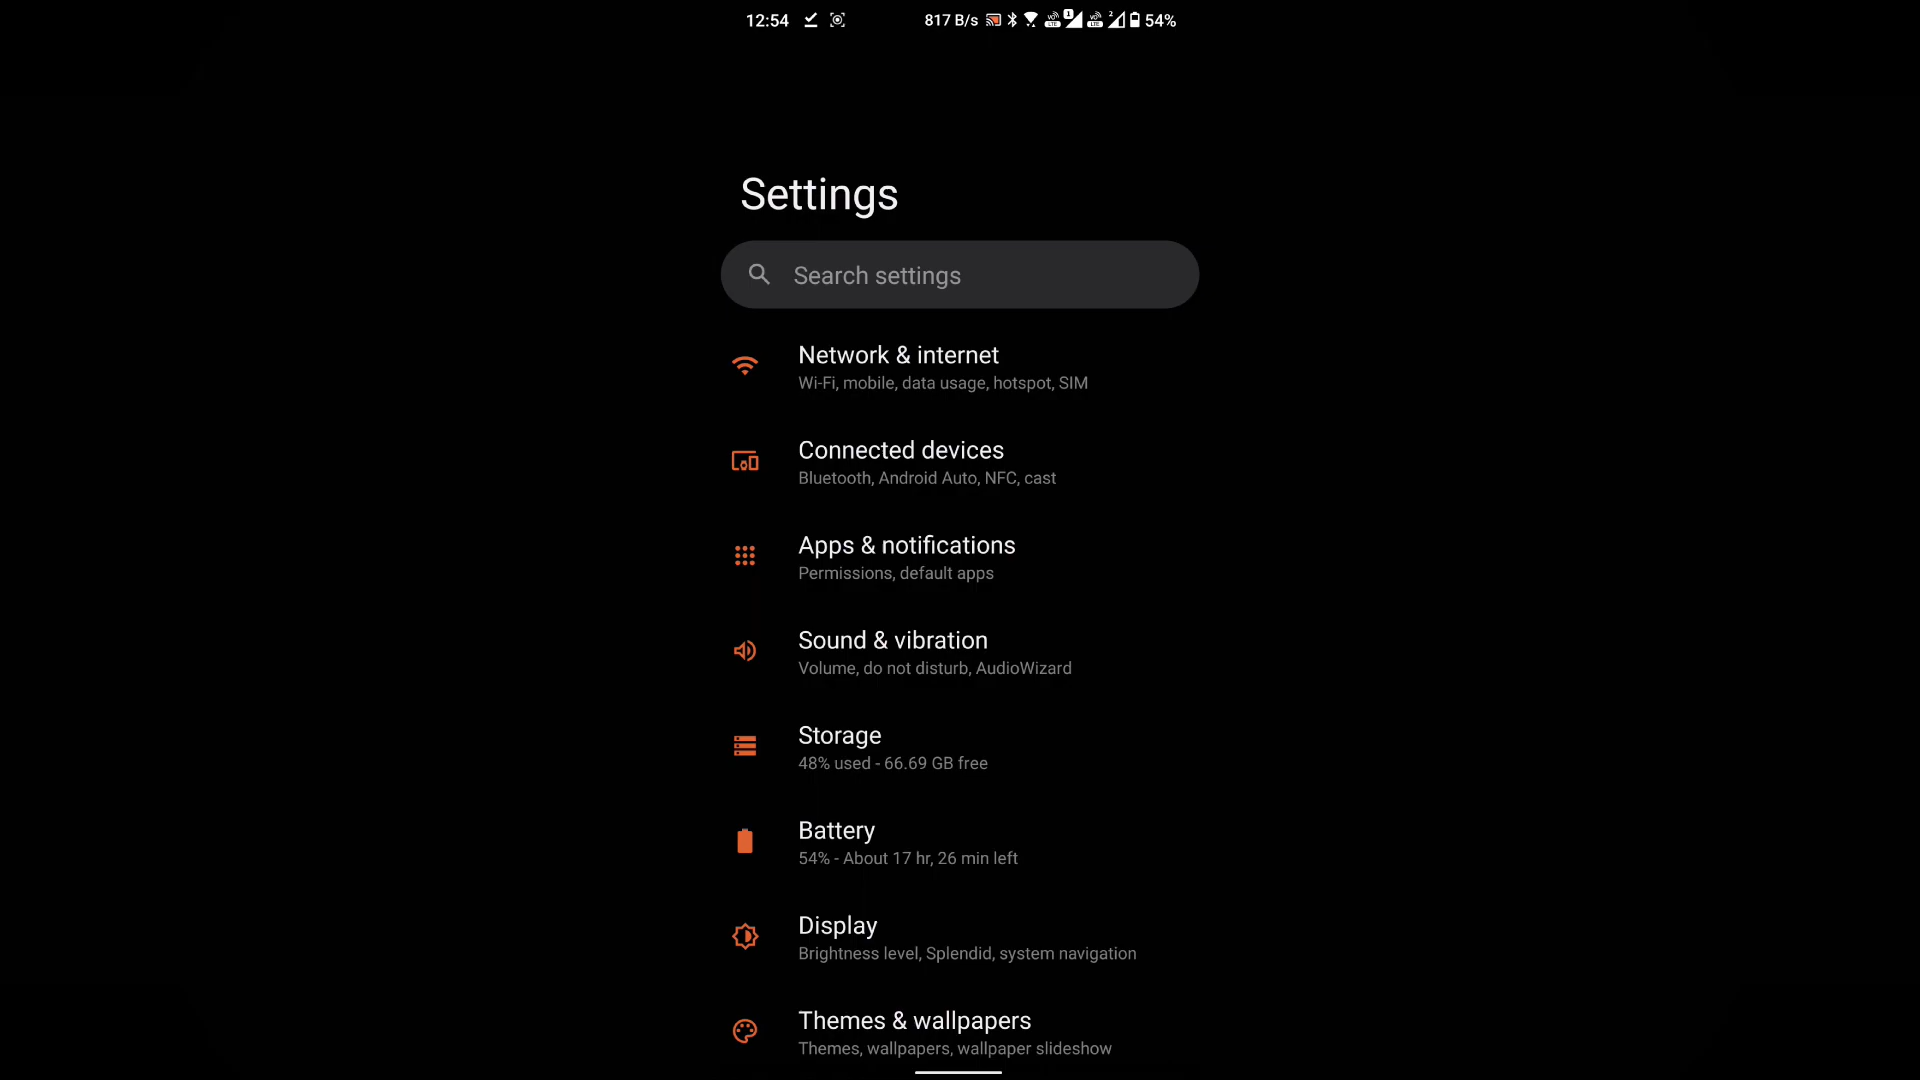 12:54 817 B/s 54%
Settings
Search settings
Network & internet
Wi-Fi, mobile, data usage, hotspot, SIM
Connected devices
Bluetooth, Android Auto, NFC, cast
Apps & notifications
Permissions, default apps
Sound & vibration
Volume, do not disturb, AudioWizard
Storage
48% used - 66.69 GB free
Battery
54% - About 17 hr, 26 min left
Display
Brightness level, Splendid, system navigation
Themes & wallpapers
Themes, wallpapers, wallpaper slideshow